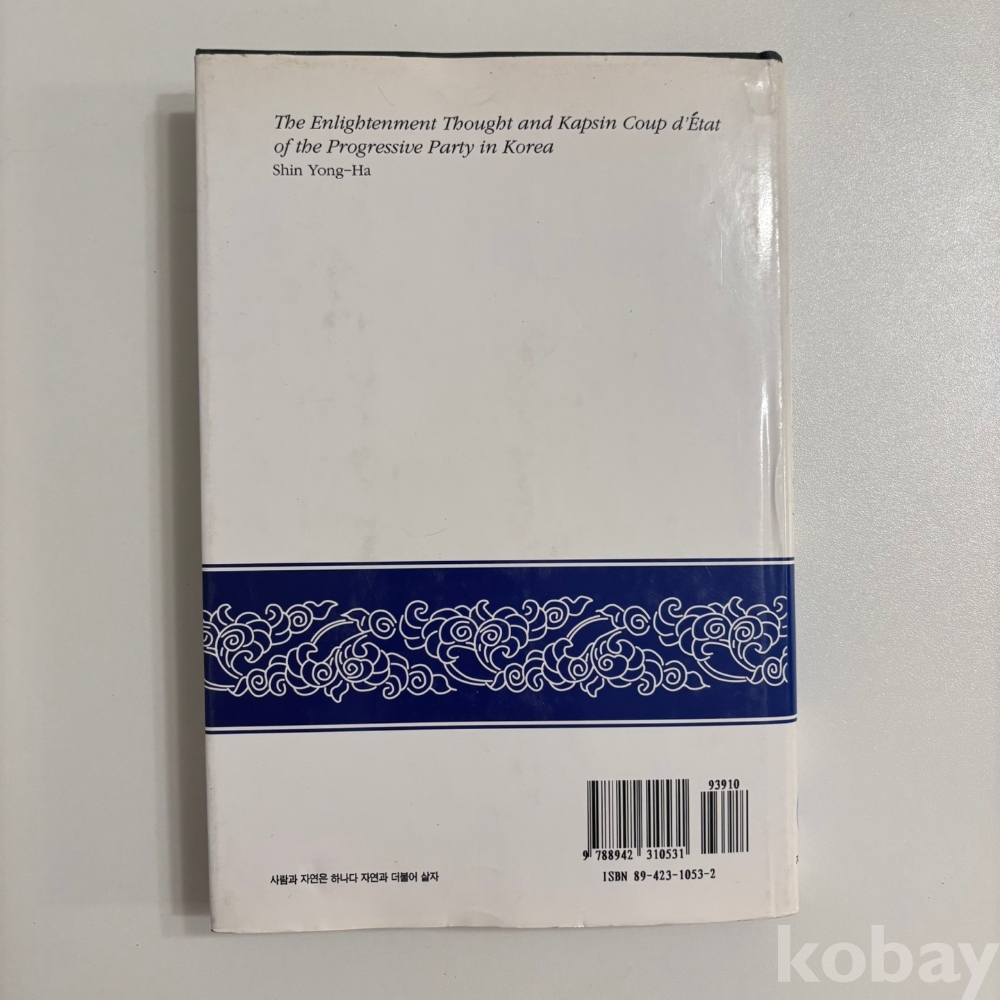 The Enlightenment Thought and Kapsin Coup d'État
of the Progressive Party in Korea
Shin Yong-Ha
93910
9 788942 310531
사람과 자연은 하나다 자연과 더불어 살자
ISBN 89-423-1053-2
kobay